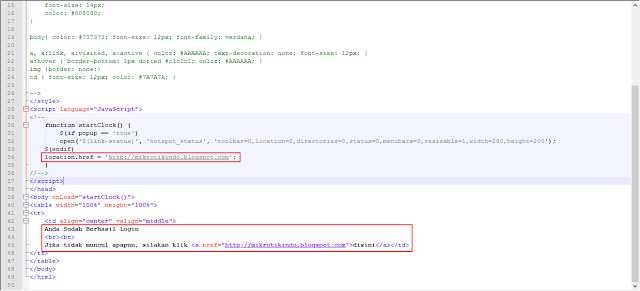 15 font-size: 14px;
16 color: #808080;
17 }
18
19 body{ color: #737373; font-size: 12px; font-family: verdana; }
20
21 a, a:link, a:visited, a:active { color: #AAAAAA; text-decoration: none; font-size: 12px; }
22 a:hover { border-bottom: 1px dotted #c1c1c1; color: #AAAAAA; }
23 img {border: none;}
24 td { font-size: 12px; color: #7A7A7A; }
25
26 -->
27 </style>
28 <script language="JavaScript">
29 <!--
30 function startClock() {
31 $(if popup == 'true')
32 open('$(link-status)', 'hotspot_status', 'toolbar=0,location=0,directories=0,status=0,menubars=0,resizable=1,width=290,height=200');
33 $(endif)
34 location.href = 'http://mikrotikindo.blogspot.com';
35 }
36 //-->
37 </script>
38 </head>
39 <body onLoad="startClock()">
40 <table width="100%" height="100%">
41 <tr>
42 <td align="center" valign="middle">
43 Anda Sudah Berhasil Login
44 <br><br>
45 Jika tidak muncul apapun, silakan klik <a href="http://mikrotikindo.blogspot.com">disini</a></td>
46 </tr>
47 </table>
48 </body>
49 </html>
50